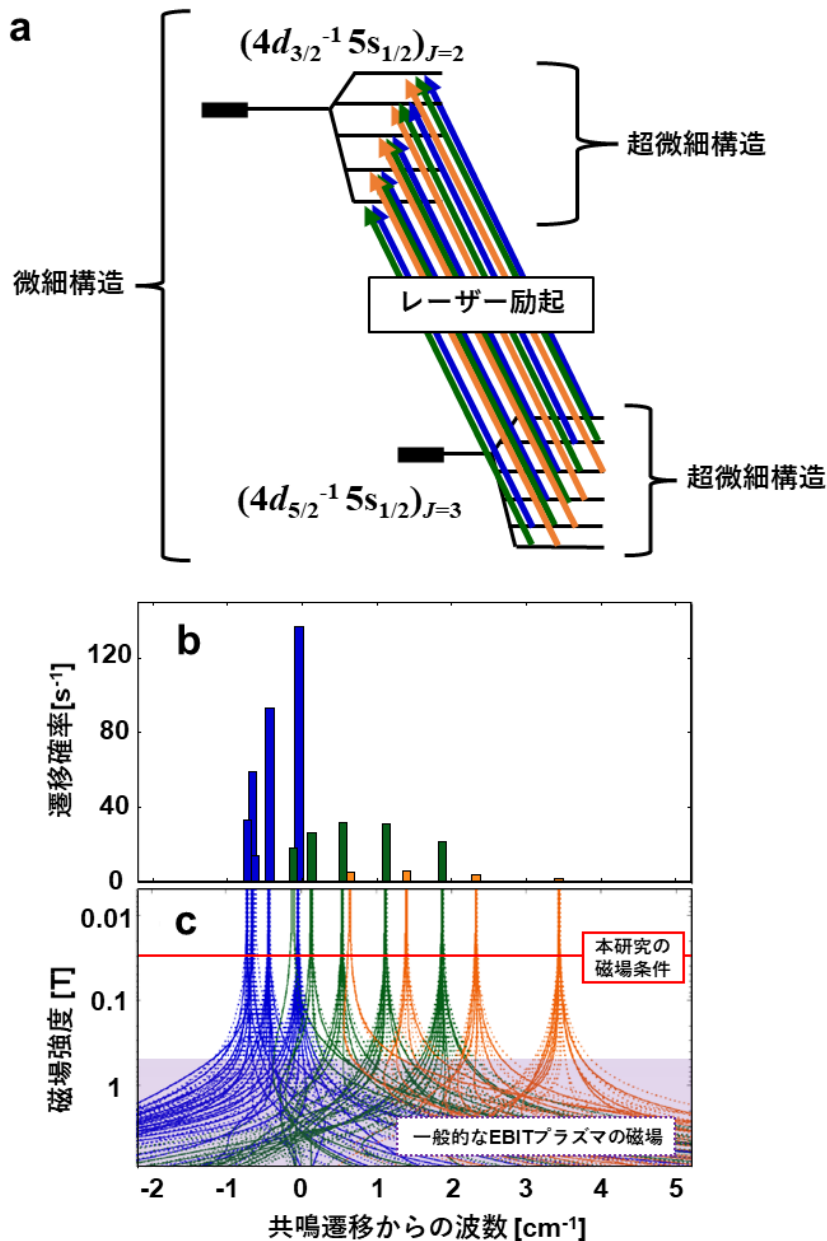 a
(4d₃/₂⁻¹ 5s₁/₂)J=2
超微細構造
微細構造
レーザー励起
(4d₅/₂⁻¹ 5s₁/₂)J=3
超微細構造
b
遷移確率[s⁻¹]
120
80
40
0
c
磁場強度 [T]
0.01
0.1
1
本研究の
磁場条件
一般的なEBITプラズマの磁場
-2 -1 0 1 2 3 4 5
共鳴遷移からの波数 [cm⁻¹]